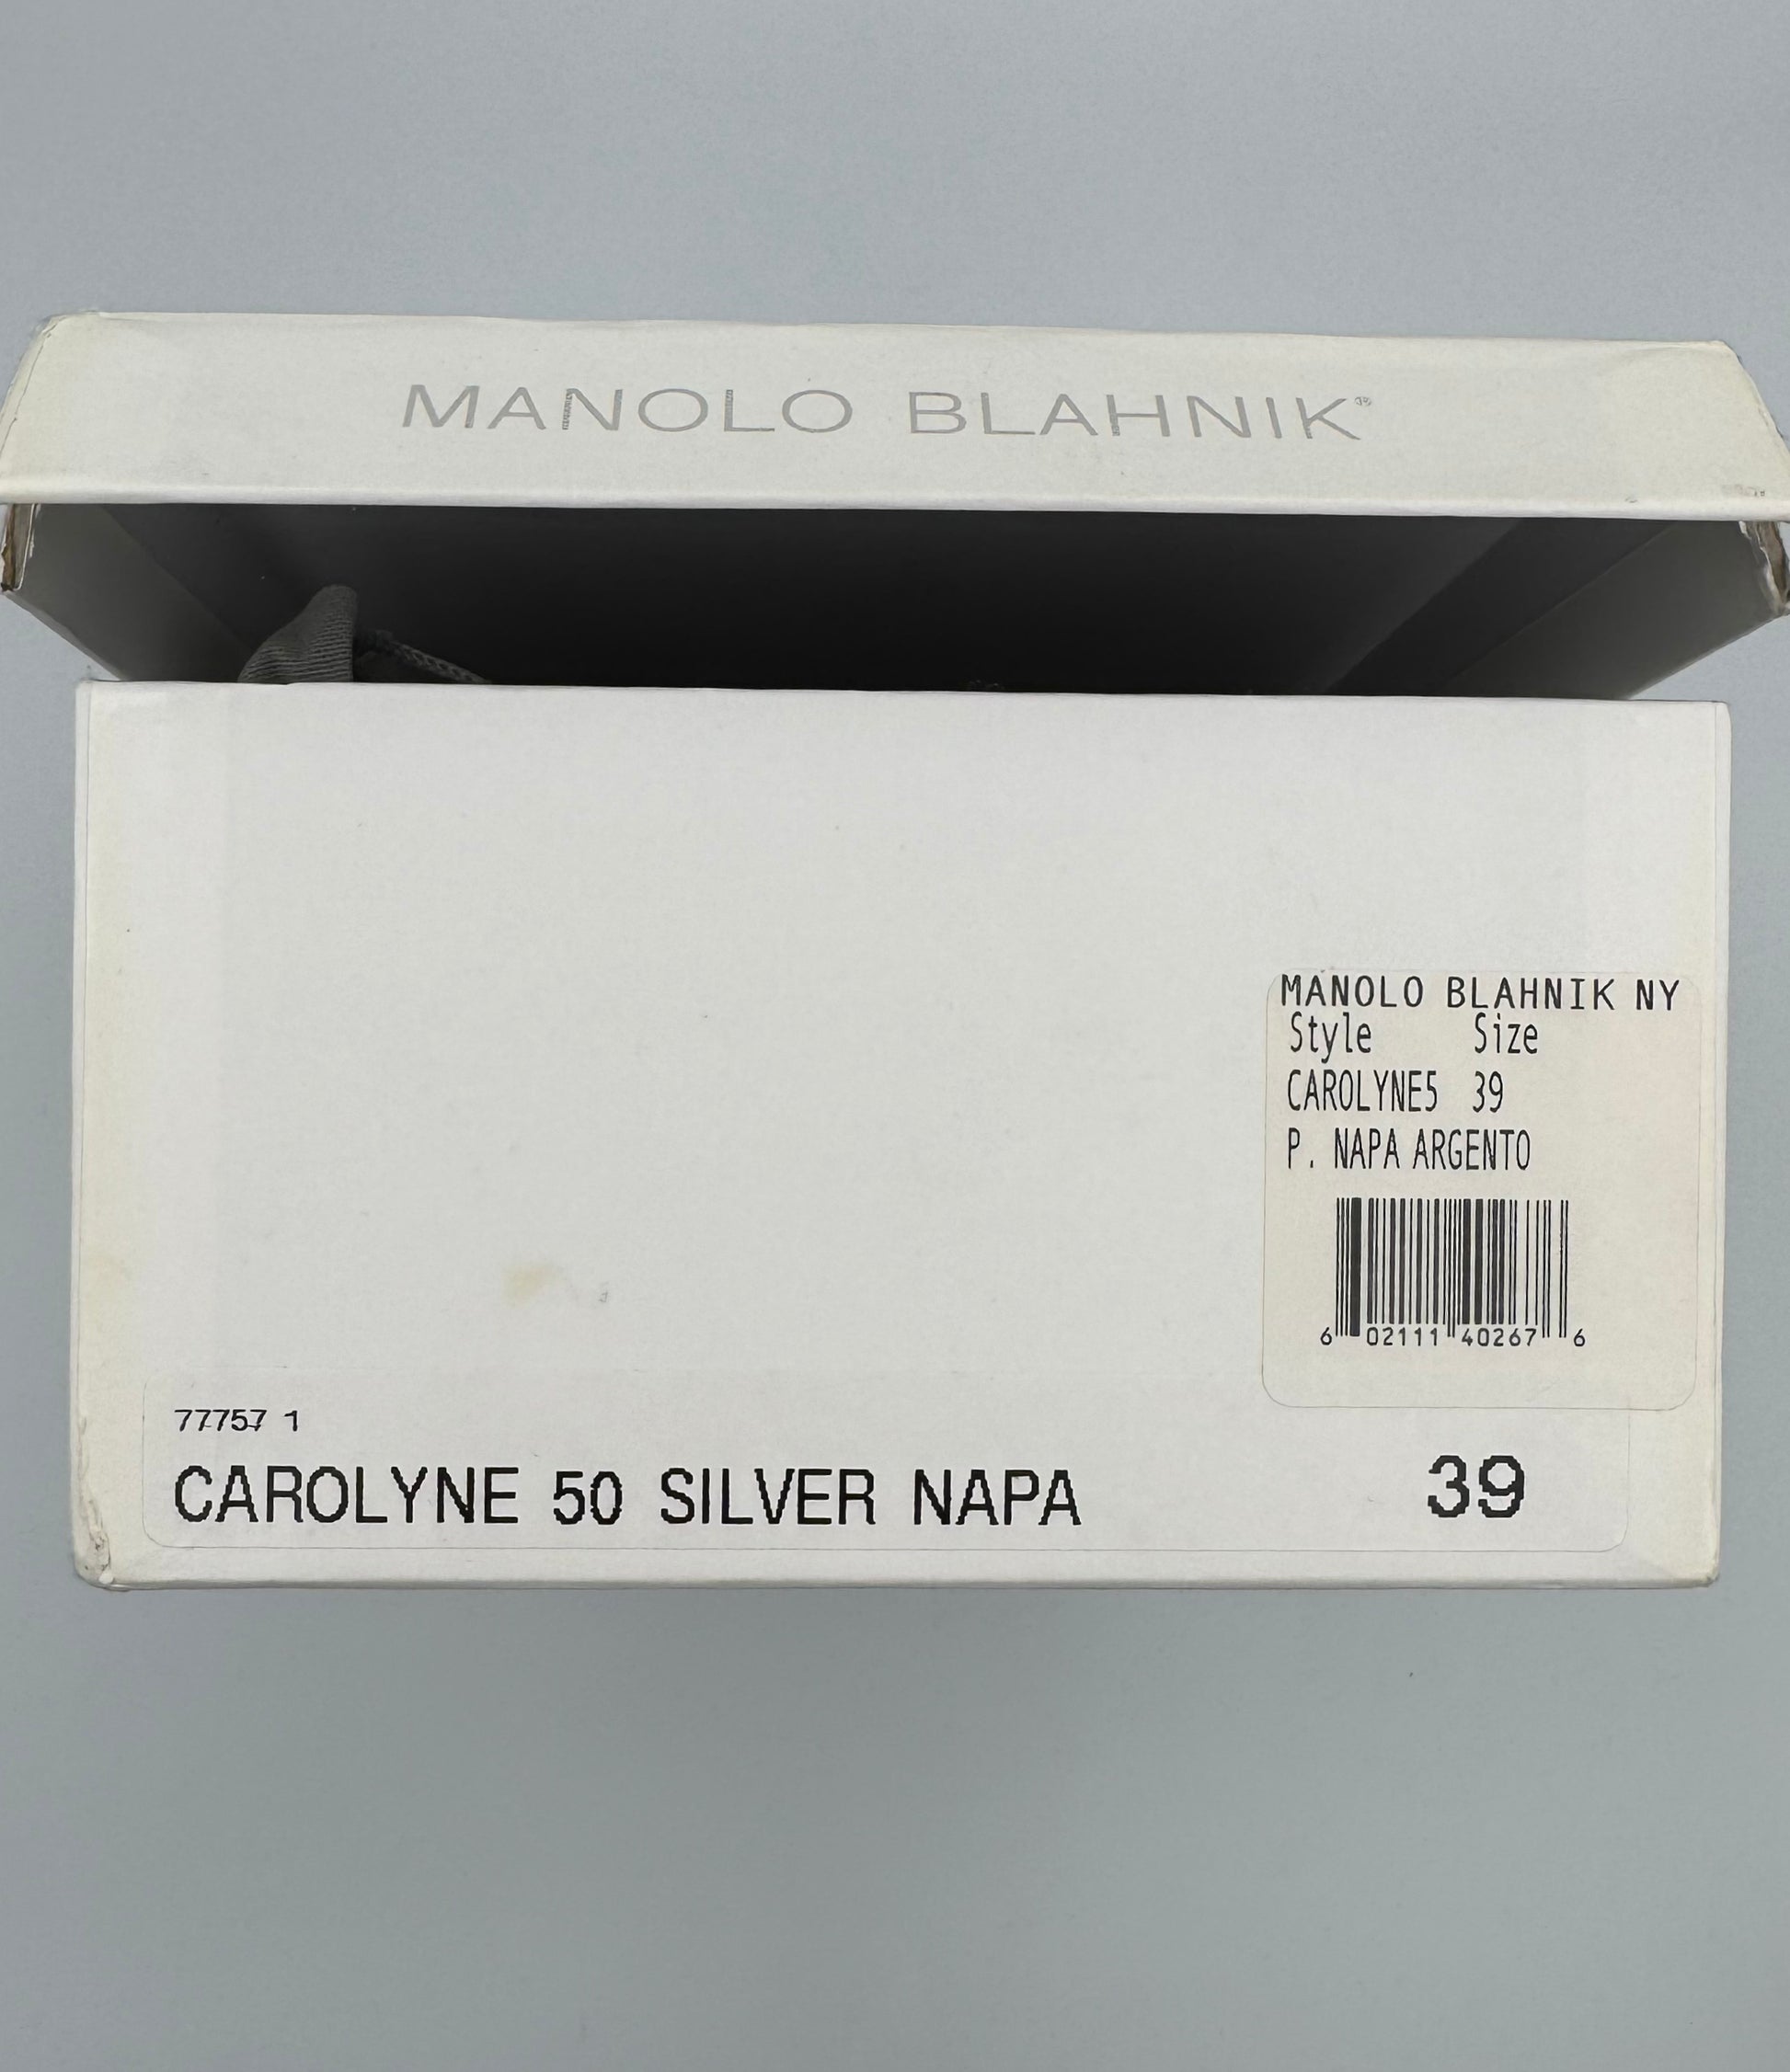 MANOLO BLAHNIK®
MANOLO BLAHNIK NY
Style Size
CAROLYNE5 39
P. NAPA ARGENTO
6 02111 40267 6
77757 1
CAROLYNE 50 SILVER NAPA 39